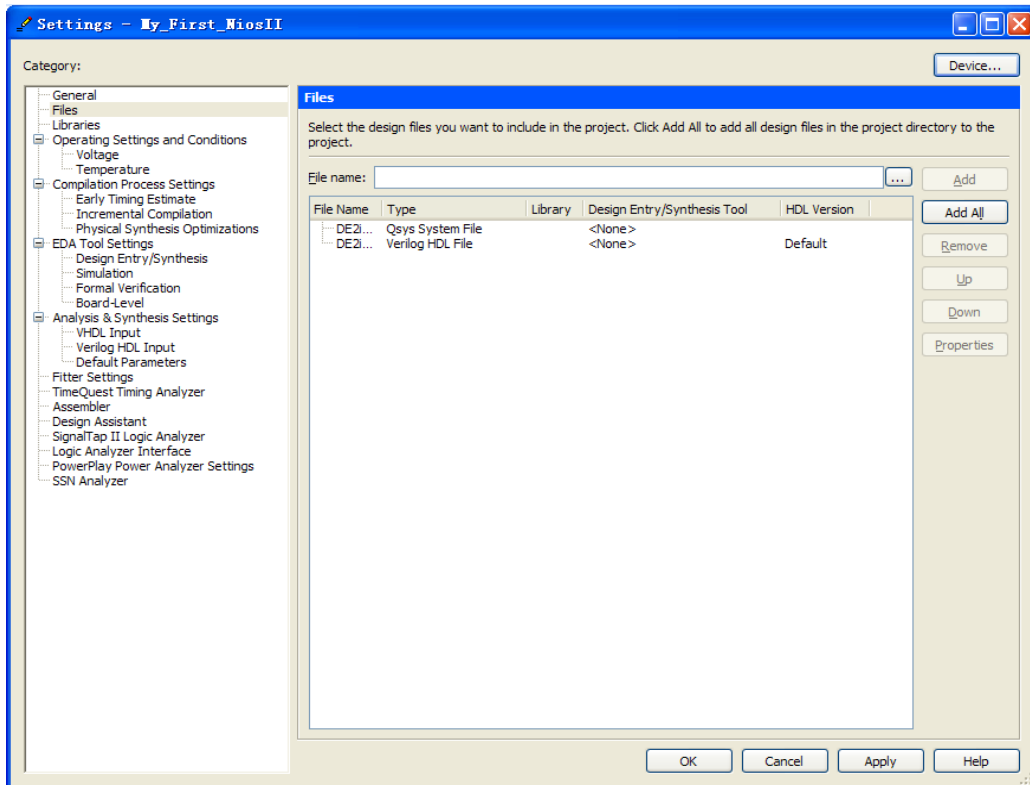 Settings - My_First_NiosII
Category:
Device...
General
Files
Libraries
Operating Settings and Conditions
Voltage
Temperature
Compilation Process Settings
Early Timing Estimate
Incremental Compilation
Physical Synthesis Optimizations
EDA Tool Settings
Design Entry/Synthesis
Simulation
Formal Verification
Board-Level
Analysis & Synthesis Settings
VHDL Input
Verilog HDL Input
Default Parameters
Fitter Settings
TimeQuest Timing Analyzer
Assembler
Design Assistant
SignalTap II Logic Analyzer
Logic Analyzer Interface
PowerPlay Power Analyzer Settings
SSN Analyzer
Files
Select the design files you want to include in the project. Click Add All to add all design files in the project directory to the
project.
File name:
...
Add
File Name Type Library Design Entry/Synthesis Tool HDL Version
DE2i... Qsys System File <None>
DE2i... Verilog HDL File <None> Default
Add All
Remove
Up
Down
Properties
OK Cancel Apply Help